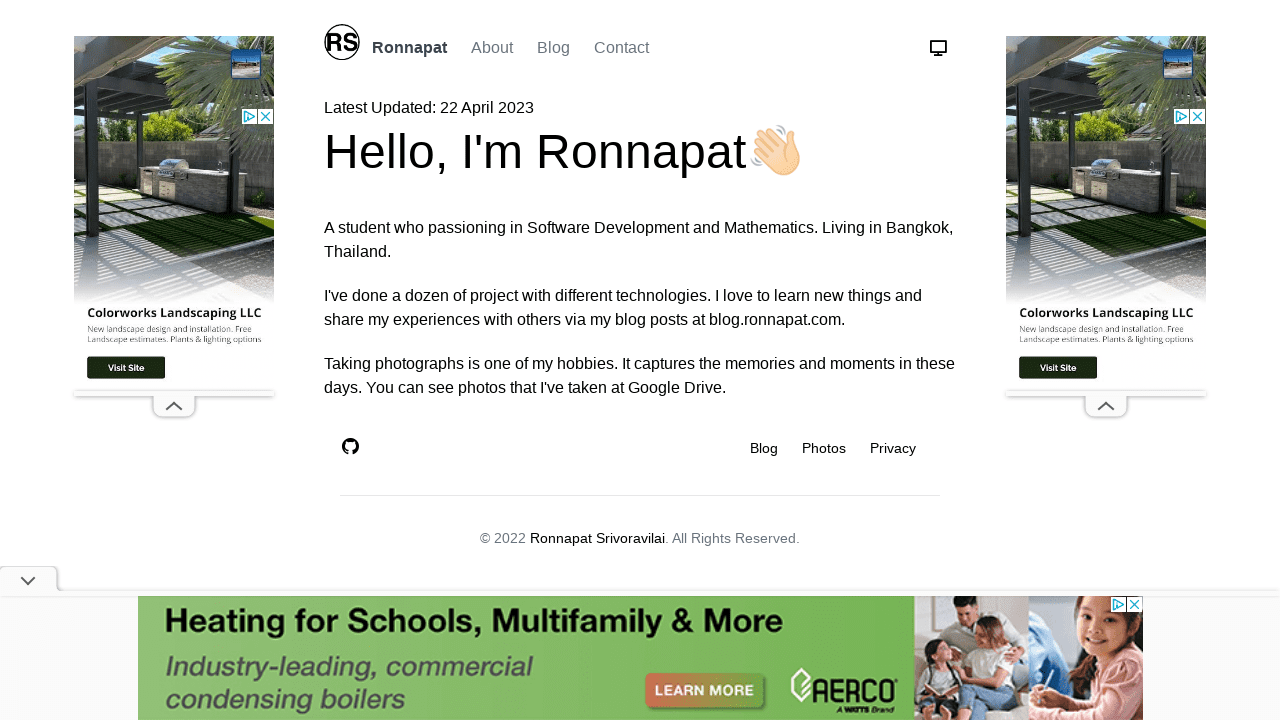 RS Ronnapat About Blog Contact
Latest Updated: 22 April 2023
Hello, I'm Ronnapat👋🏻
A student who passioning in Software Development and Mathematics. Living in Bangkok,
Thailand.
I've done a dozen of project with different technologies. I love to learn new things and
share my experiences with others via my blog posts at blog.ronnapat.com.
Taking photographs is one of my hobbies. It captures the memories and moments in these
days. You can see photos that I've taken at Google Drive.
Blog Photos Privacy
© 2022 Ronnapat Srivoravilai. All Rights Reserved.
Colorworks Landscaping LLC
New landscape design and installation. Free
Landscape estimates. Plants & lighting options
Visit Site
Colorworks Landscaping LLC
New landscape design and installation. Free
Landscape estimates. Plants & lighting options
Visit Site
Heating for Schools, Multifamily & More
Industry-leading, commercial
condensing boilers
LEARN MORE
AERCO
A WATTS Brand